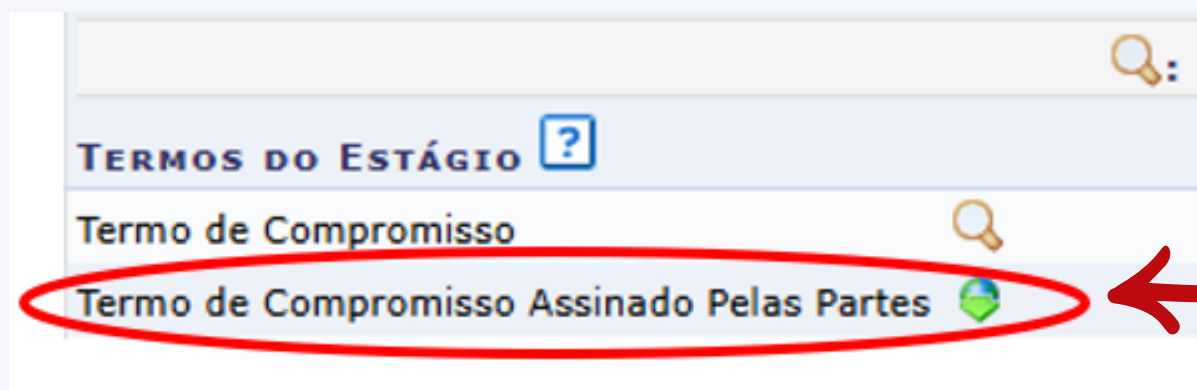 :
TERMOS DO ESTÁGIO ?
Termo de Compromisso
Termo de Compromisso Assinado Pelas Partes